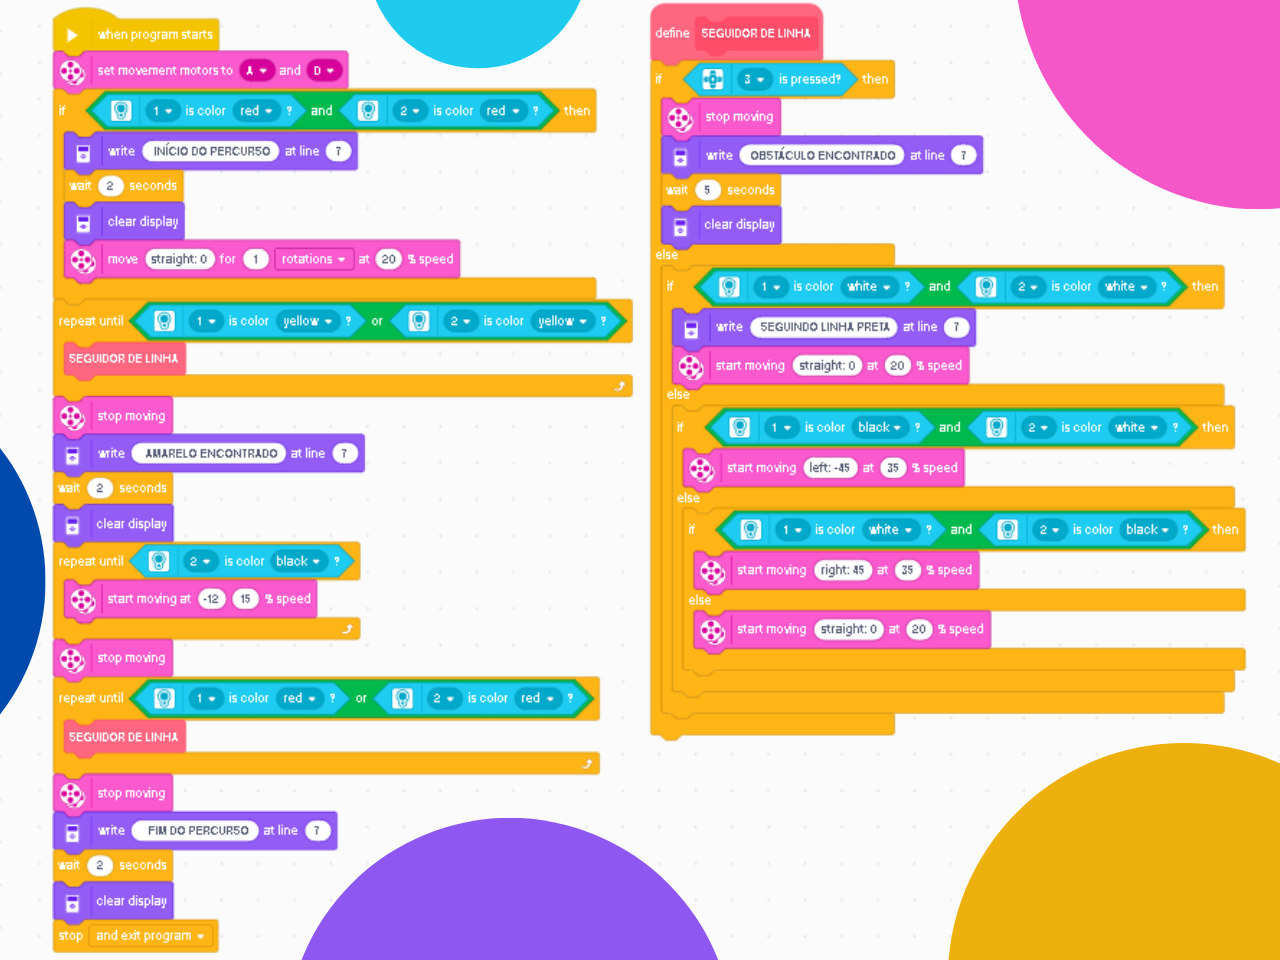 when program starts
set movement motors to A and D
if 1 is color red ? and 2 is color red ? then
write INÍCIO DO PERCURSO at line 7
wait 2 seconds
clear display
move straight: 0 for 1 rotations at 20 % speed
repeat until 1 is color yellow ? or 2 is color yellow ?
SEGUIDOR DE LINHA
stop moving
write AMARELO ENCONTRADO at line 7
wait 2 seconds
clear display
repeat until 2 is color black ?
start moving at -12 15 % speed
stop moving
repeat until 1 is color red ? or 2 is color red ?
SEGUIDOR DE LINHA
stop moving
write FIM DO PERCURSO at line 7
wait 2 seconds
clear display
stop and exit program
define SEGUIDOR DE LINHA
if 3 is pressed? then
stop moving
write OBSTÁCULO ENCONTRADO at line 7
wait 5 seconds
clear display
else
if 1 is color white ? and 2 is color white ? then
write SEGUINDO LINHA PRETA at line 7
start moving straight: 0 at 20 % speed
else
if 1 is color black ? and 2 is color white ? then
start moving left: -45 at 35 % speed
else
if 1 is color white ? and 2 is color black ? then
start moving right: 45 at 35 % speed
else
start moving straight: 0 at 20 % speed